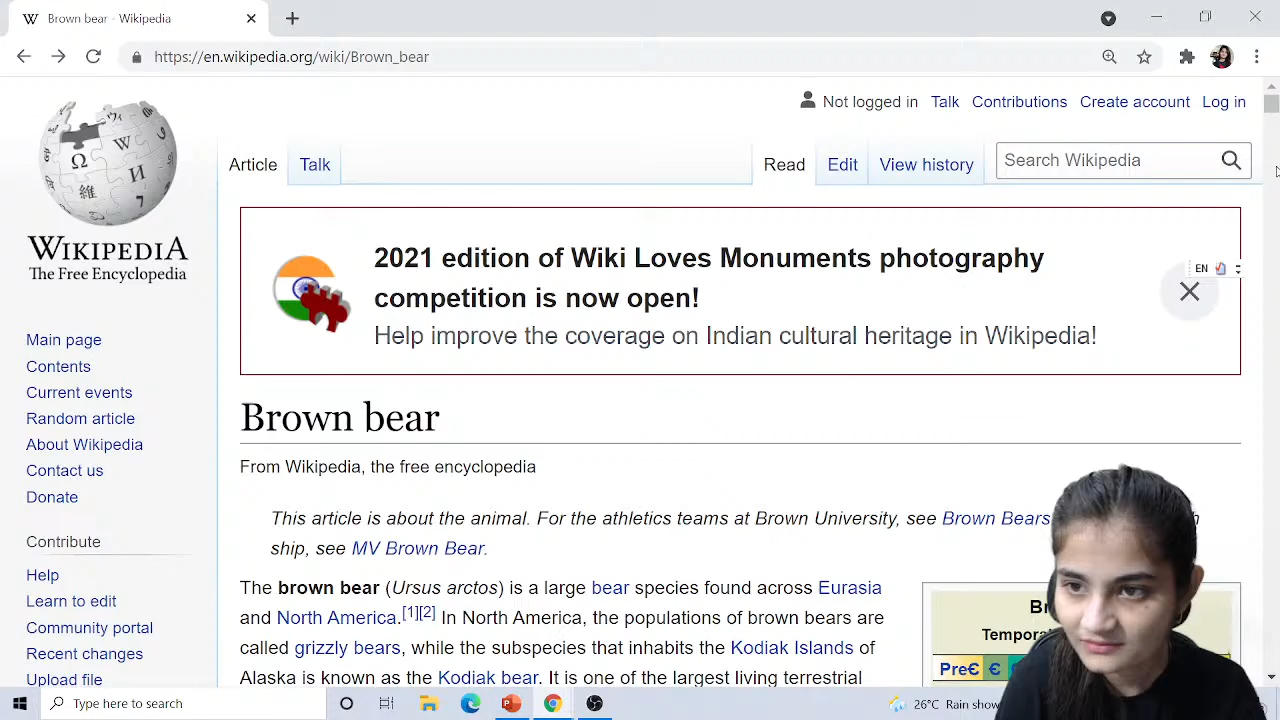 Brown bear - Wikipedia
https://en.wikipedia.org/wiki/Brown_bear
Not logged in Talk Contributions Create account Log in
Article Talk Read Edit View history Search Wikipedia
WIKIPEDIA
The Free Encyclopedia
Main page
Contents
Current events
Random article
About Wikipedia
Contact us
Donate
Contribute
Help
Learn to edit
Community portal
Recent changes
Upload file
2021 edition of Wiki Loves Monuments photography
competition is now open!
Help improve the coverage on Indian cultural heritage in Wikipedia!
EN
Brown bear
From Wikipedia, the free encyclopedia
This article is about the animal. For the athletics teams at Brown University, see Brown Bears
ship, see MV Brown Bear.
The brown bear (Ursus arctos) is a large bear species found across Eurasia
and North America.[1][2] In North America, the populations of brown bears are
called grizzly bears, while the subspecies that inhabits the Kodiak Islands of
Alaska is known as the Kodiak bear. It is one of the largest living terrestrial
PreЄ Є
Type here to search
26°C Rain show